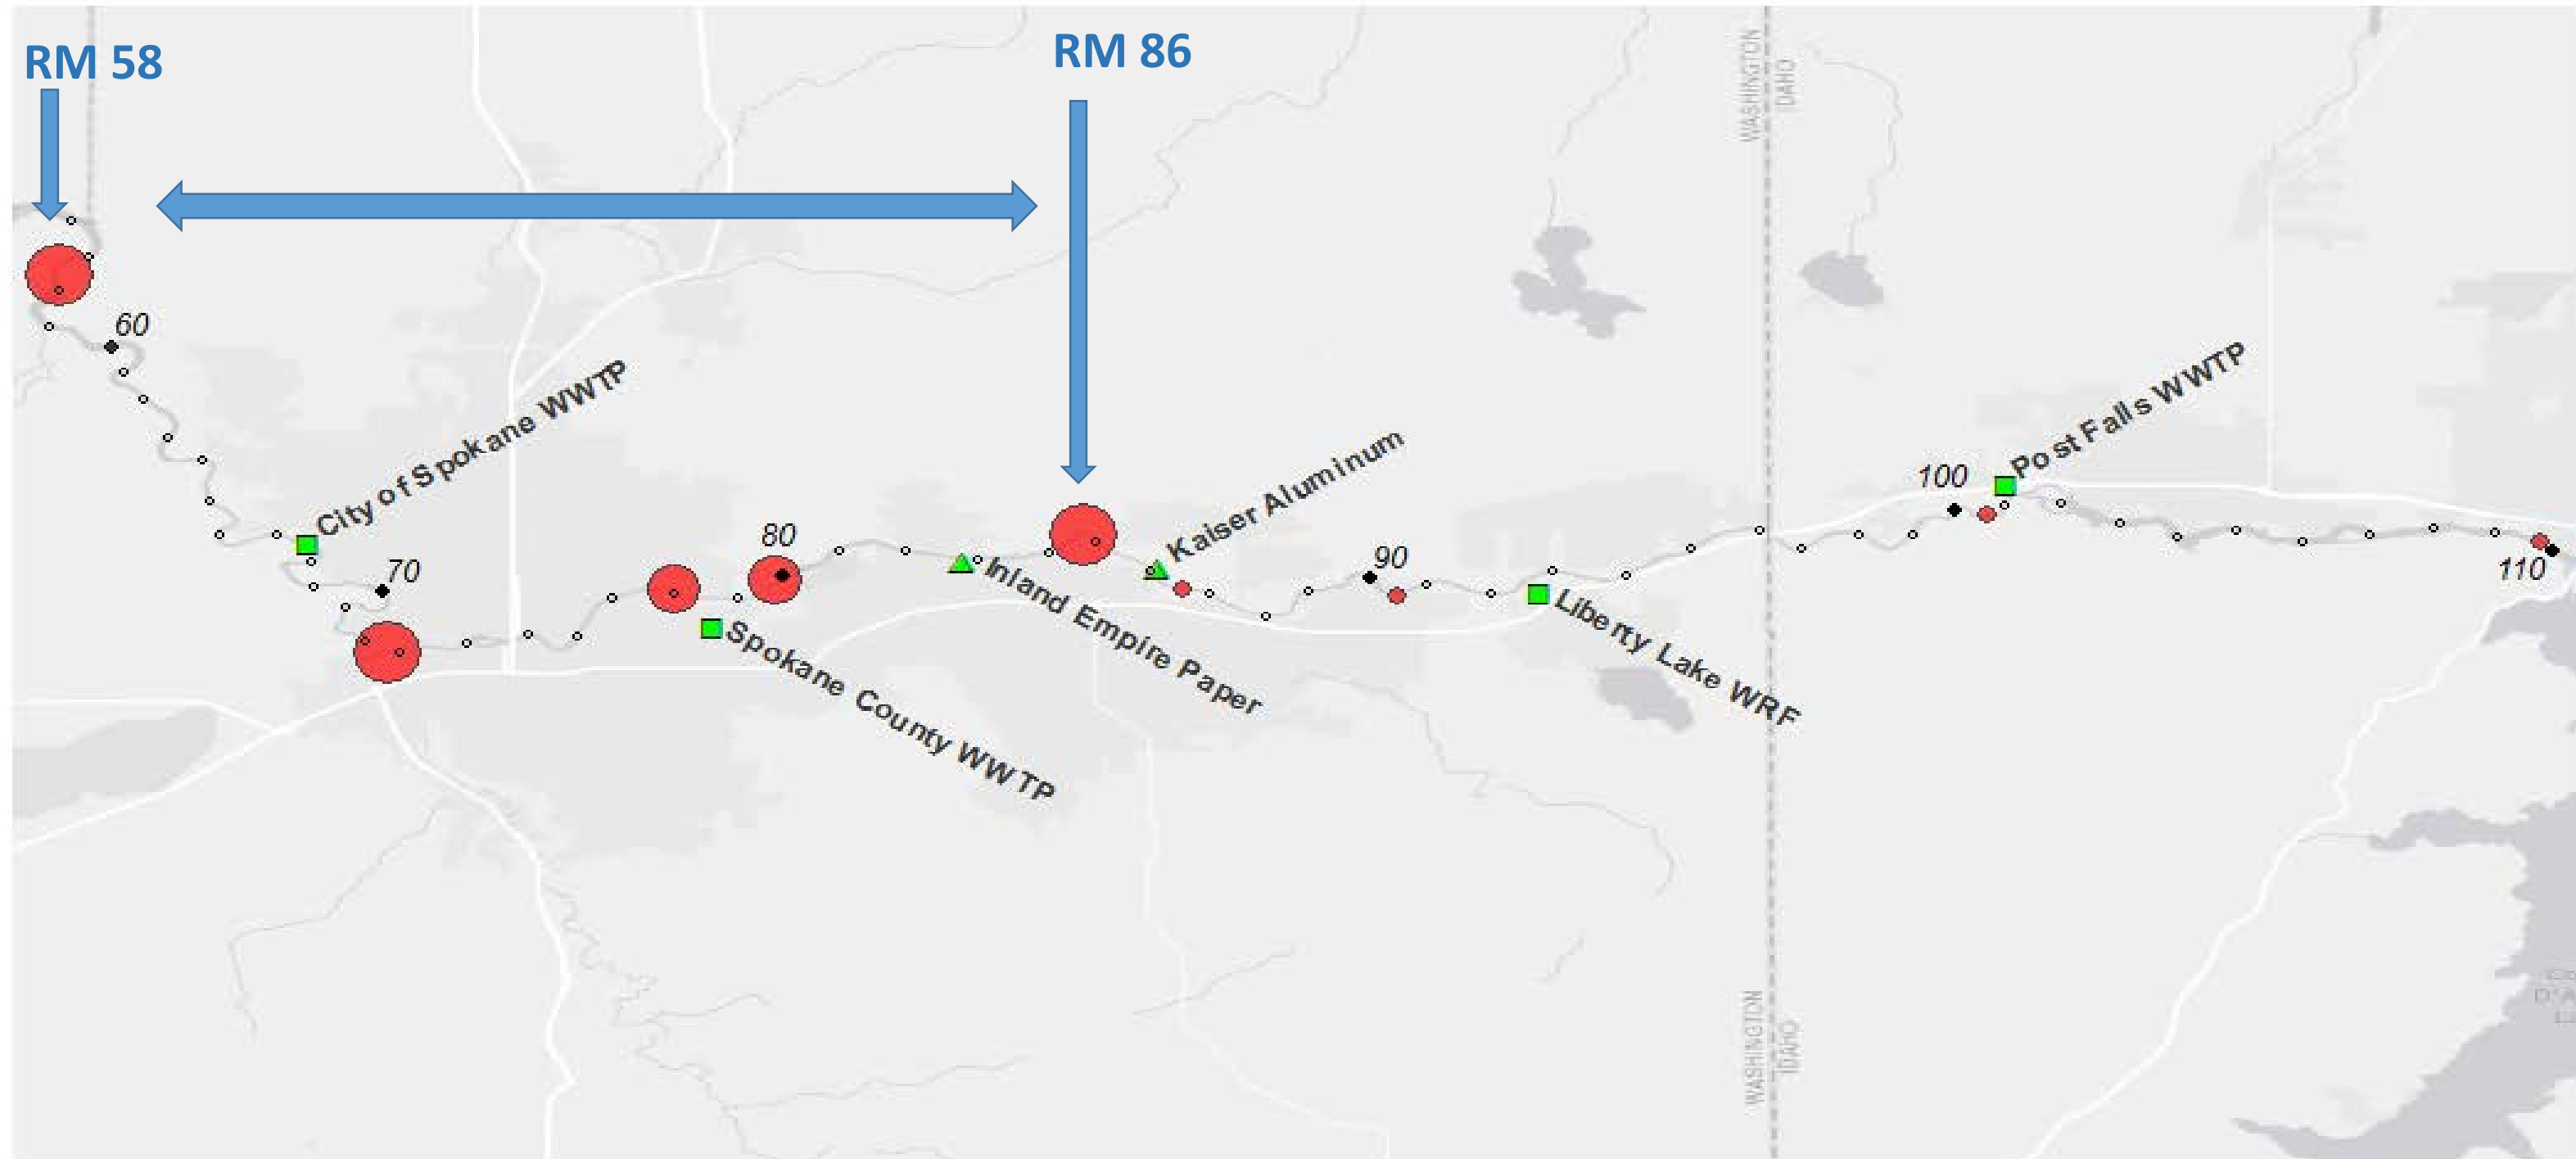 RM 58
RM 86
WASHINGTON
IDAHO
60
City of Spokane WWTP
70
80
Spokane County WWTP
Inland Empire Paper
Kaiser Aluminum
90
Liberty Lake WRF
100
Post Falls WWTP
110
WASHINGTON
IDAHO